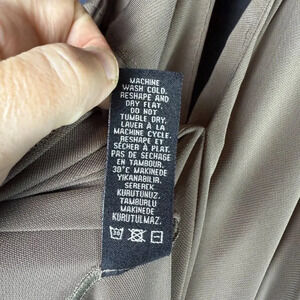 MACHINE
WASH COLD.
RESHAPE AND
DRY FLAT.
DO NOT
TUMBLE DRY.
LAVER À LA
MACHINE CYCLE.
RESHAPE ET
SÉCHER À PLAT.
PAS DE SÉCHAGE
EN TAMBOUR.
30°C MAKİNEDE
YIKANABİLİR.
SEREREK
KURUTUNUZ.
TAMBURLU
MAKİNEDE
KURUTULMAZ.
30